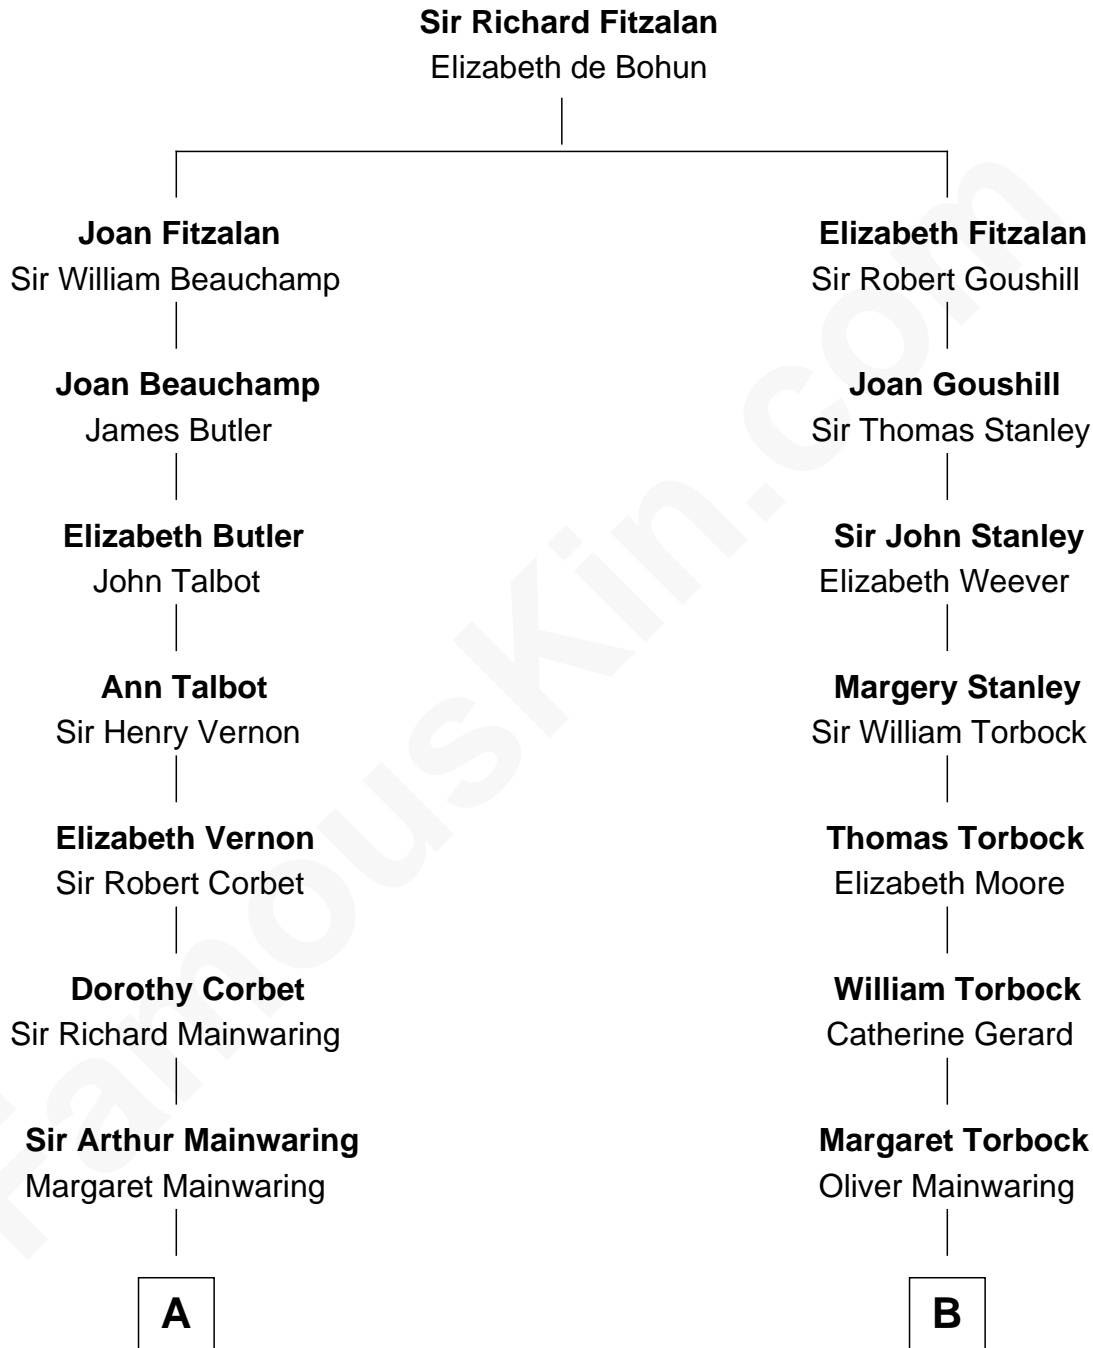 Sir Richard Fitzalan
Elizabeth de Bohun
Joan Fitzalan
Sir William Beauchamp
Elizabeth Fitzalan
Sir Robert Goushill
Joan Beauchamp
James Butler
Joan Goushill
Sir Thomas Stanley
Elizabeth Butler
John Talbot
Sir John Stanley
Elizabeth Weever
Ann Talbot
Sir Henry Vernon
Margery Stanley
Sir William Torbock
Elizabeth Vernon
Sir Robert Corbet
Thomas Torbock
Elizabeth Moore
Dorothy Corbet
Sir Richard Mainwaring
William Torbock
Catherine Gerard
Sir Arthur Mainwaring
Margaret Mainwaring
Margaret Torbock
Oliver Mainwaring
A
B
FamousKin.com